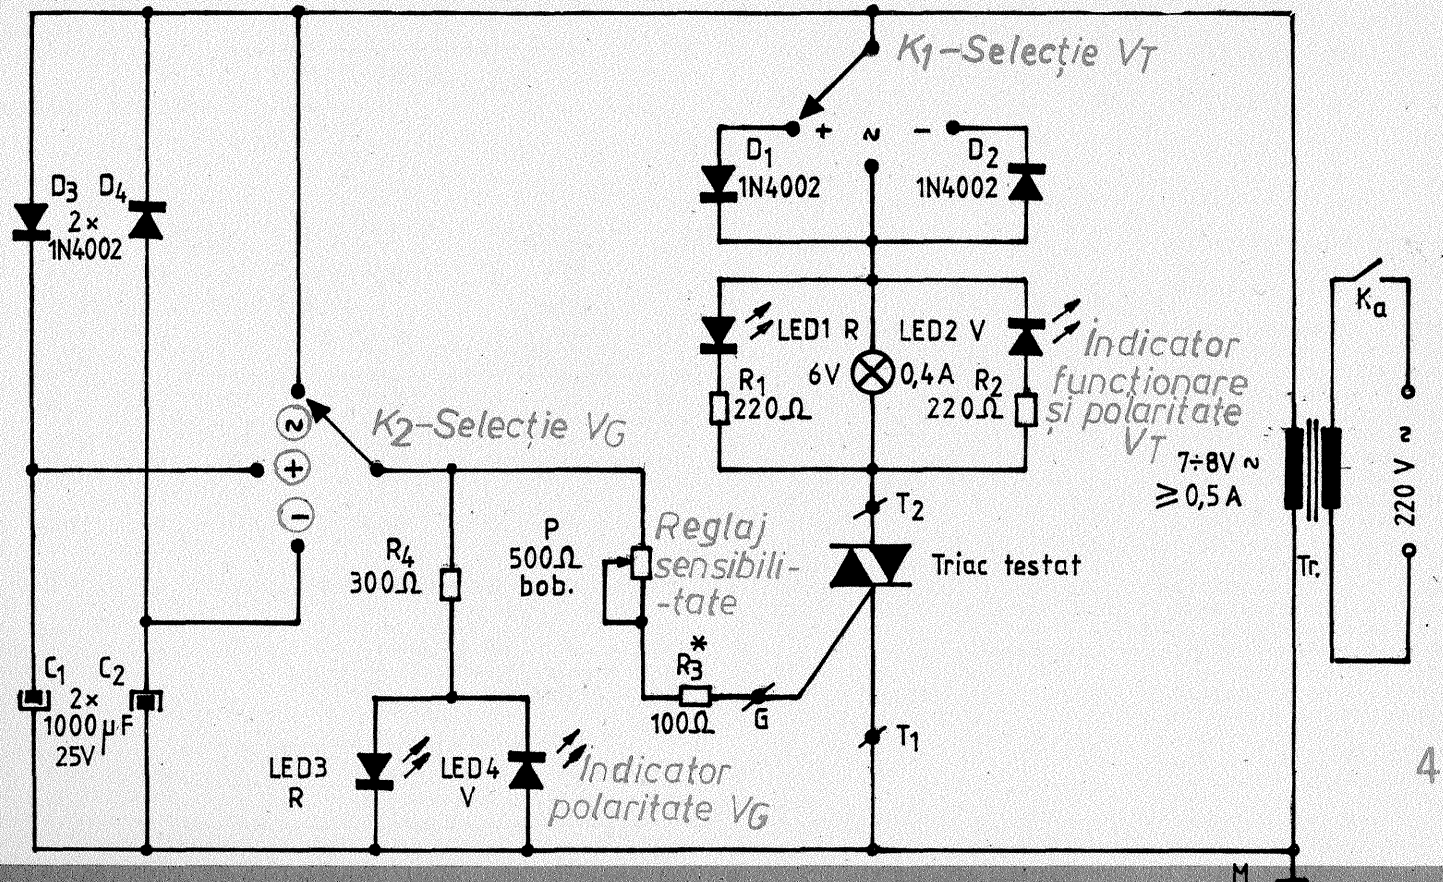 K1-Selecție VT
+ ~ -
D1
1N4002
D2
1N4002
D3 D4
2×
1N4002
LED1 R
LED2 V
6V 0,4A
R1
220Ω
R2
220Ω
Indicator
funcționare
și polaritate
VT
Ka
7÷8V ~
≥ 0,5A
220 V ~
Tr.
~
+
-
K2-Selecție VG
R4
300Ω
P
500Ω
bob.
Reglaj
sensibili-
-tate
T2
Triac testat
R3*
100Ω
G
T1
C1 C2
2×
1000μF
25V
LED3
R
LED4
V
Indicator
polaritate VG
4
M